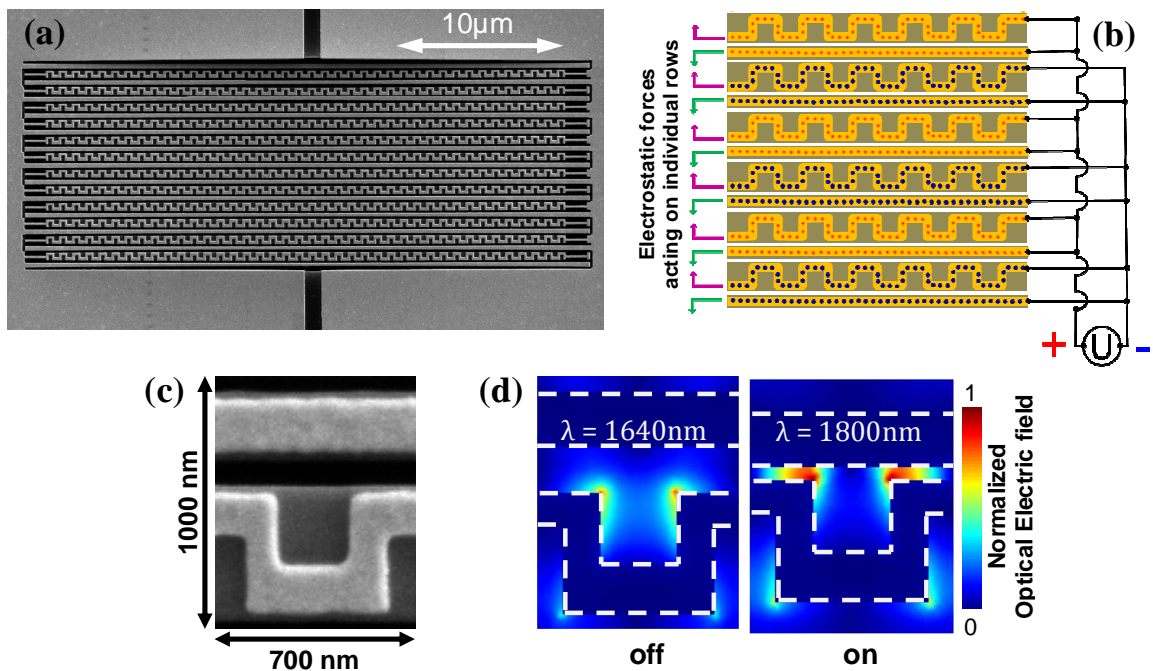 (a)
10μm
(b)
Electrostatic forces
acting on individual rows
+ U −
(c)
1000 nm
700 nm
(d)
λ = 1640nm
λ = 1800nm
off
on
1
0
Normalized
Optical Electric field